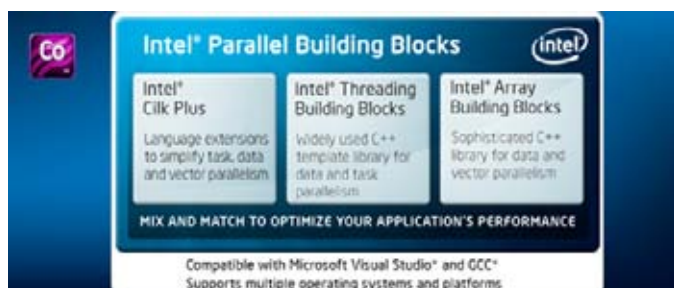 Co
Intel® Parallel Building Blocks
intel
Intel®
Cilk Plus
Language extensions
to simplify task, data
and vector parallelism
Intel® Threading
Building Blocks
Widely used C++
template library for
data and task
parallelism
Intel® Array
Building Blocks
Sophisticated C++
library for data and
vector parallelism
MIX AND MATCH TO OPTIMIZE YOUR APPLICATION'S PERFORMANCE
Compatible with Microsoft Visual Studio* and GCC*
Supports multiple operating systems and platforms